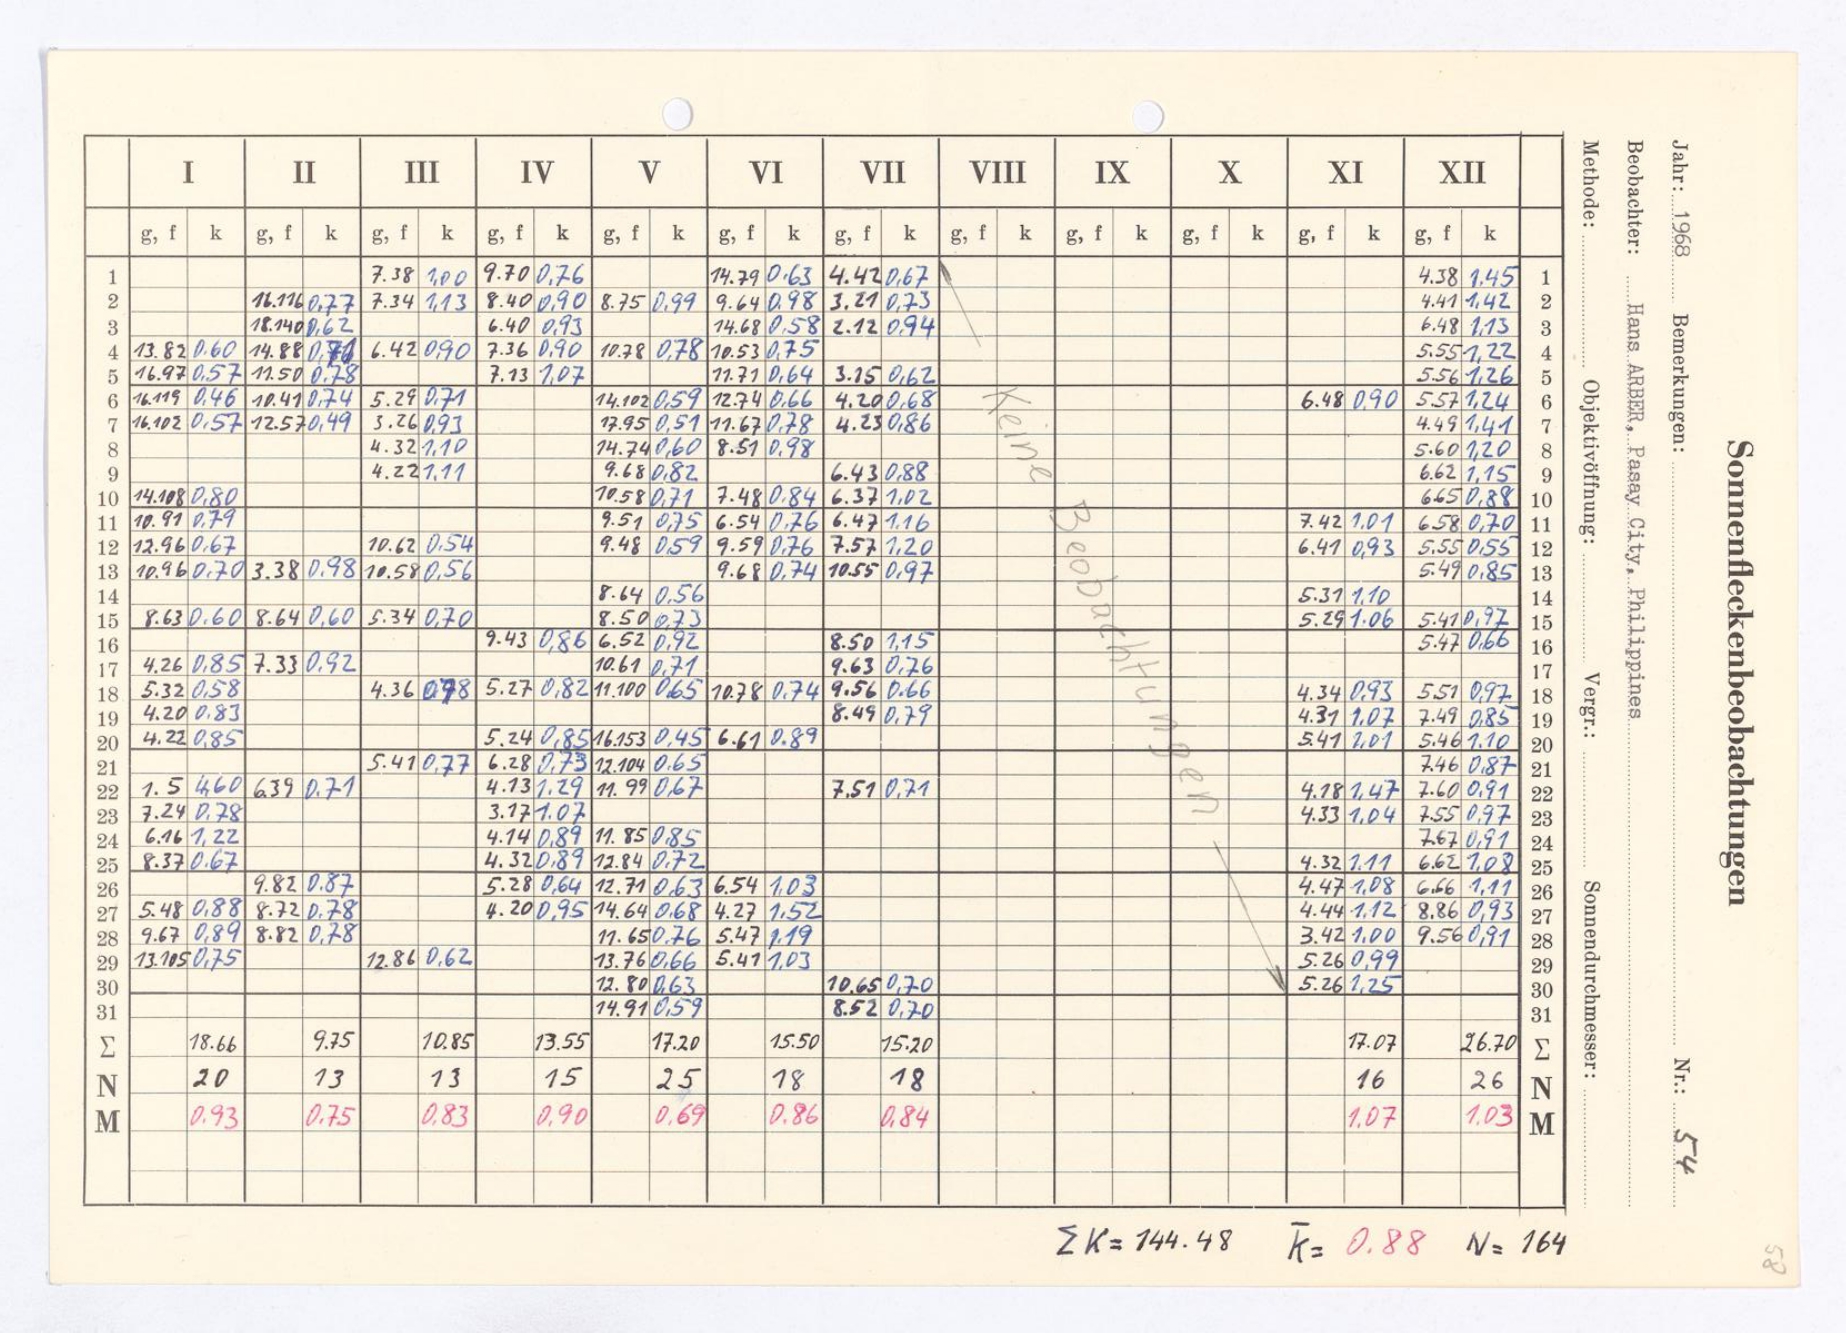 I II III IV V VI VII VIII IX X XI XII
g, f k g, f k g, f k g, f k g, f k g, f k g, f k g, f k g, f k g, f k g, f k g, f k
1 7.38 1,00 9.70 0,76 14.79 0.63 4.42 0,67 4.38 1,45 1
2 16.116 0,77 7.34 1,13 8.40 0,90 8.75 0,99 9.64 0,98 3.21 0,73 4.41 1,42 2
3 18.140 0,62 6.40 0,93 14.68 0,58 2.12 0,94 6.48 1,13 3
4 13.82 0.60 14.88 6.42 0,90 7.36 0,90 10.78 0,78 10.53 0,75 5.55 1,22 4
5 16.97 0,57 11.50 0,78 7.13 1,07 11.71 0,64 3.15 0,62 5.56 1,26 5
6 16.119 0,46 10.41 0,74 5.29 0,71 14.102 0,59 12.74 0,66 4.20 0,68 6.48 0,90 5.57 1,24 6
7 16.102 0,57 12.57 0,49 3.26 0,93 17.95 0,51 11.67 0,78 4.23 0,86 4.49 1,41 7
8 4.32 1,10 14.74 0,60 8.51 0,98 5.60 1,20 8
9 4.22 1,11 9.68 0,82 6.43 0,88 6.62 1,15 9
10 14.108 0,80 10.58 0,71 7.48 0,84 6.37 1,02 6.65 0,88 10
11 10.91 0,79 9.51 0,75 6.54 0,76 6.47 1,16 7.42 1,01 6.58 0,70 11
12 12.96 0,67 10.62 0,54 9.48 0,59 9.59 0,76 7.57 1,20 6.41 0,93 5.55 0,55 12
13 10.96 0,70 3.38 0,98 10.58 0,56 9.68 0,74 10.55 0,97 5.49 0,85 13
14 8.64 0,56 5.31 1,10 14
15 8.63 0.60 8.64 0,60 5.34 0,70 8.50 0,73 5.29 1.06 5.41 0,97 15
16 9.43 0,86 6.52 0,92 8.50 1,15 5.47 0,66 16
17 4.26 0,85 7.33 0,92 10.61 0,71 9.63 0,76 17
18 5.32 0,58 4.36 0,98 5.27 0,82 11.100 0,65 10.78 0,74 9.56 0.66 4.34 0,93 5.51 0,97 18
19 4.20 0.83 8.49 0,79 4.31 1,07 7.49 0,85 19
20 4.22 0,85 5.24 0,85 16.153 0,45 6.61 0.89 5.41 1,01 5.46 1.10 20
21 5.41 0,77 6.28 0,73 12.104 0.65 7.46 0,87 21
22 1. 5 4,60 6.39 0.71 4.13 1.29 11. 99 0,67 7.51 0,71 4.18 1,47 7.60 0,91 22
23 7.24 0,78 3.17 1.07 4.33 1,04 7.55 0,97 23
24 6.16 1,22 4.14 0,89 11. 85 0,85 7.67 0,91 24
25 8.37 0.67 4.32 0,89 12.84 0,72 4.32 1,11 6.62 1,08 25
26 9.82 0.87 5.28 0,64 12.71 0,63 6.54 1,03 4.47 1,08 6.66 1,11 26
27 5.48 0,88 8.72 0,78 4.20 0,95 14.64 0.68 4.27 1.52 4.44 1,12 8.86 0,93 27
28 9.67 0,89 8.82 0,78 11.65 0.76 5.47 1,19 3.42 1,00 9.56 0,91 28
29 13.105 0,75 12.86 0,62 13.76 0,66 5.41 1,03 5.26 0,99 29
30 12.80 0,63 10.65 0,70 5.26 1,25 30
31 14.91 0,59 8.52 0,70 31
Σ 18.66 9.75 10.85 13.55 17.20 15.50 15.20 17.07 26.70 Σ
N 20 13 13 15 25 18 18 16 26 N
M 0.93 0.75 0,83 0,90 0,69 0.86 0,84 1,07 1.03 M
Keine Beobachtungen
ΣK= 144.48 k̄= 0.88 N= 164
Sonnenfleckenbeobachtungen
Jahr: 1968 Bemerkungen: Nr.: 54
Beobachter: Hans ARBER, Pasay City, Philippines
Methode: Objektivöffnung: Vergr.: Sonnendurchmesser:
58